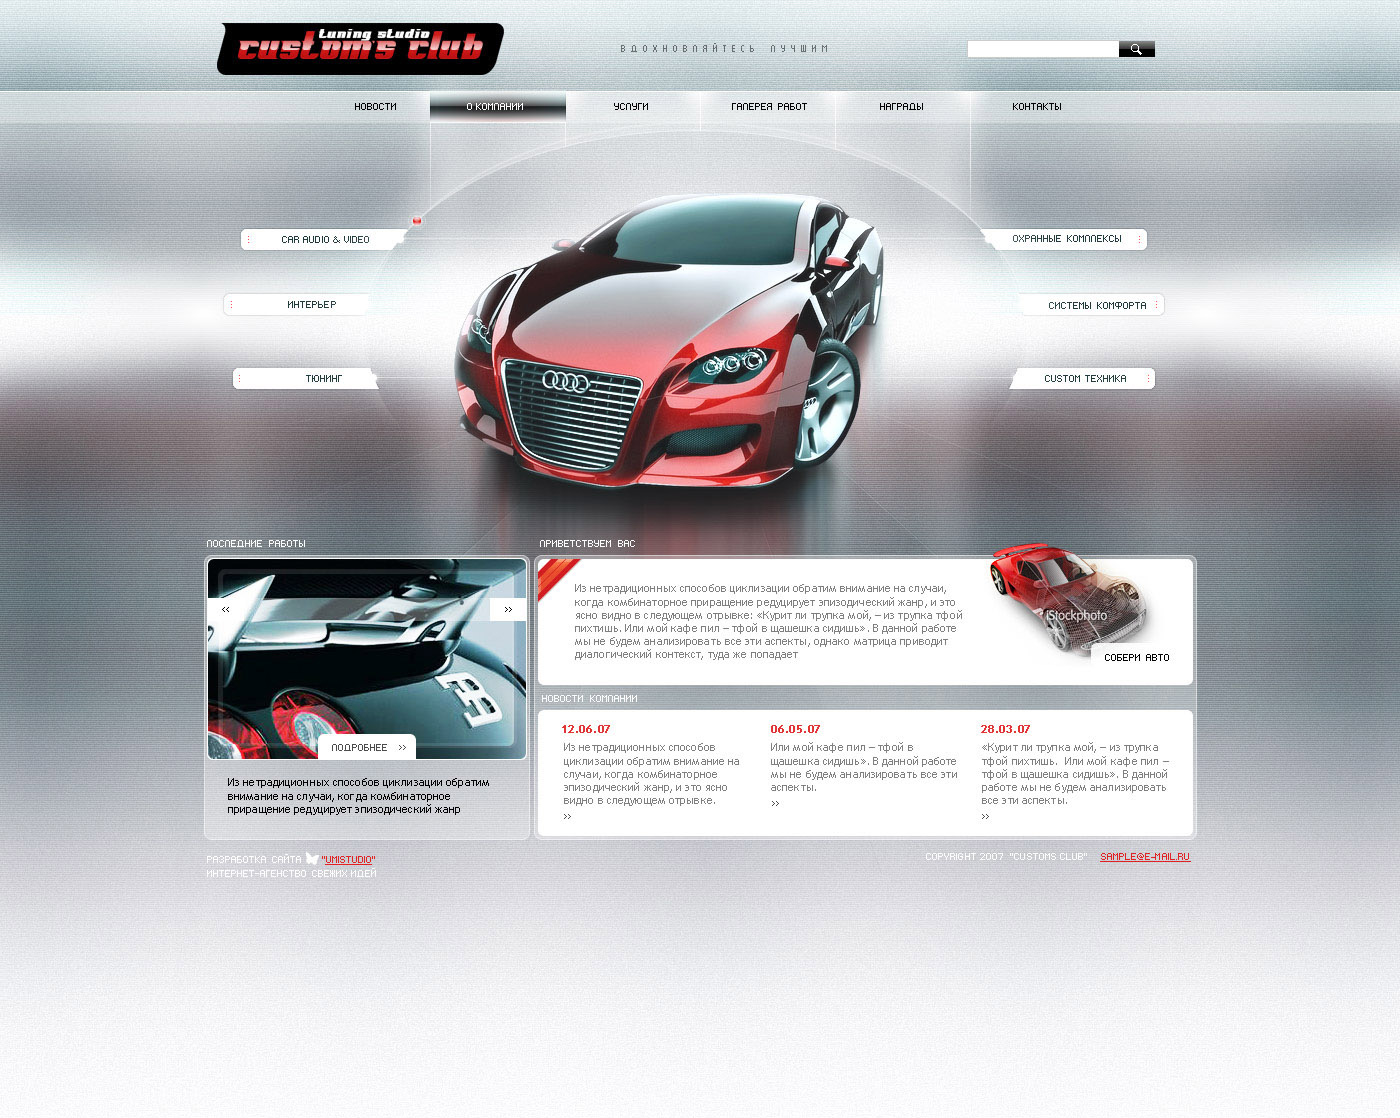 tuning studio
custom's club
ВДОХНОВЛЯЙТЕСЬ ЛУЧШИМ
НОВОСТИ
О КОМПАНИИ
УСЛУГИ
ГАЛЕРЕЯ РАБОТ
НАГРАДЫ
КОНТАКТЫ
CAR AUDIO & VIDEO
ОХРАННЫЕ КОМПЛЕКСЫ
ИНТЕРЬЕР
СИСТЕМЫ КОМФОРТА
ТЮНИНГ
CUSTOM ТЕХНИКА
ПОСЛЕДНИЕ РАБОТЫ
‹‹
››
ПОДРОБНЕЕ ››
Из нетрадиционных способов циклизации обратим
внимание на случаи, когда комбинаторное
приращение редуцирует эпизодический жанр
ПРИВЕТСТВУЕМ ВАС
Из нетрадиционных способов циклизации обратим внимание на случаи,
когда комбинаторное приращение редуцирует эпизодический жанр, и это
ясно видно в следующем отрывке: «Курит ли трупка мой, – из трупка тфой
пихтишь. Или мой кафе пил – тфой в щашешка сидишь». В данной работе
мы не будем анализировать все эти аспекты, однако матрица приводит
диалогический контекст, туда же попадает
iStockphoto
СОБЕРИ АВТО
НОВОСТИ КОМПАНИИ
12.06.07
Из нетрадиционных способов
циклизации обратим внимание на
случаи, когда комбинаторное
эпизодический жанр, и это ясно
видно в следующем отрывке.
››
06.05.07
Или мой кафе пил – тфой в
щашешка сидишь». В данной работе
мы не будем анализировать все эти
аспекты.
››
28.03.07
«Курит ли трупка мой, – из трупка
тфой пихтишь. Или мой кафе пил –
тфой в щашешка сидишь». В данной
работе мы не будем анализировать
все эти аспекты.
››
РАЗРАБОТКА САЙТА "UMISTUDIO"
ИНТЕРНЕТ-АГЕНСТВО СВЕЖИХ ИДЕЙ
COPYRIGHT 2007 "CUSTOMS CLUB" SAMPLE@E-MAIL.RU